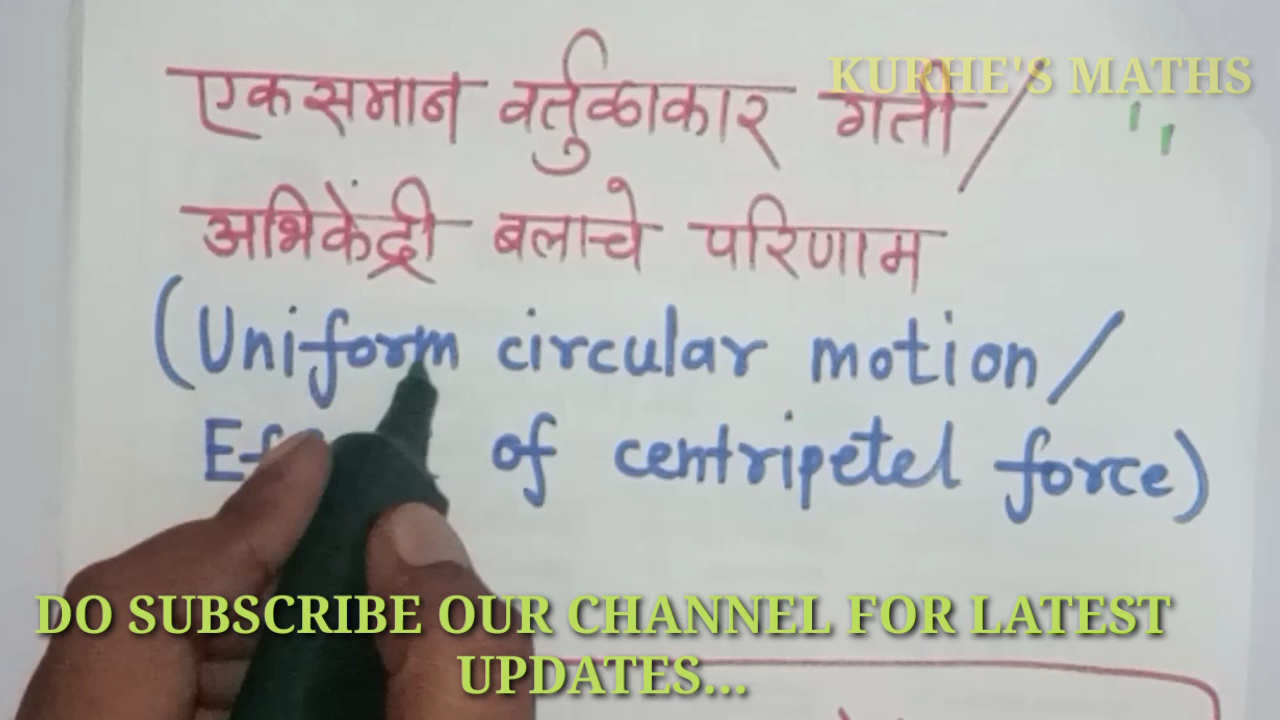 KURHE'S MATHS
एकसमान वर्तुळाकार गती/
अभिकेंद्री बलाचे परिणाम
(Uniform circular motion/
of centripetel force)
DO SUBSCRIBE OUR CHANNEL FOR LATEST
UPDATES...